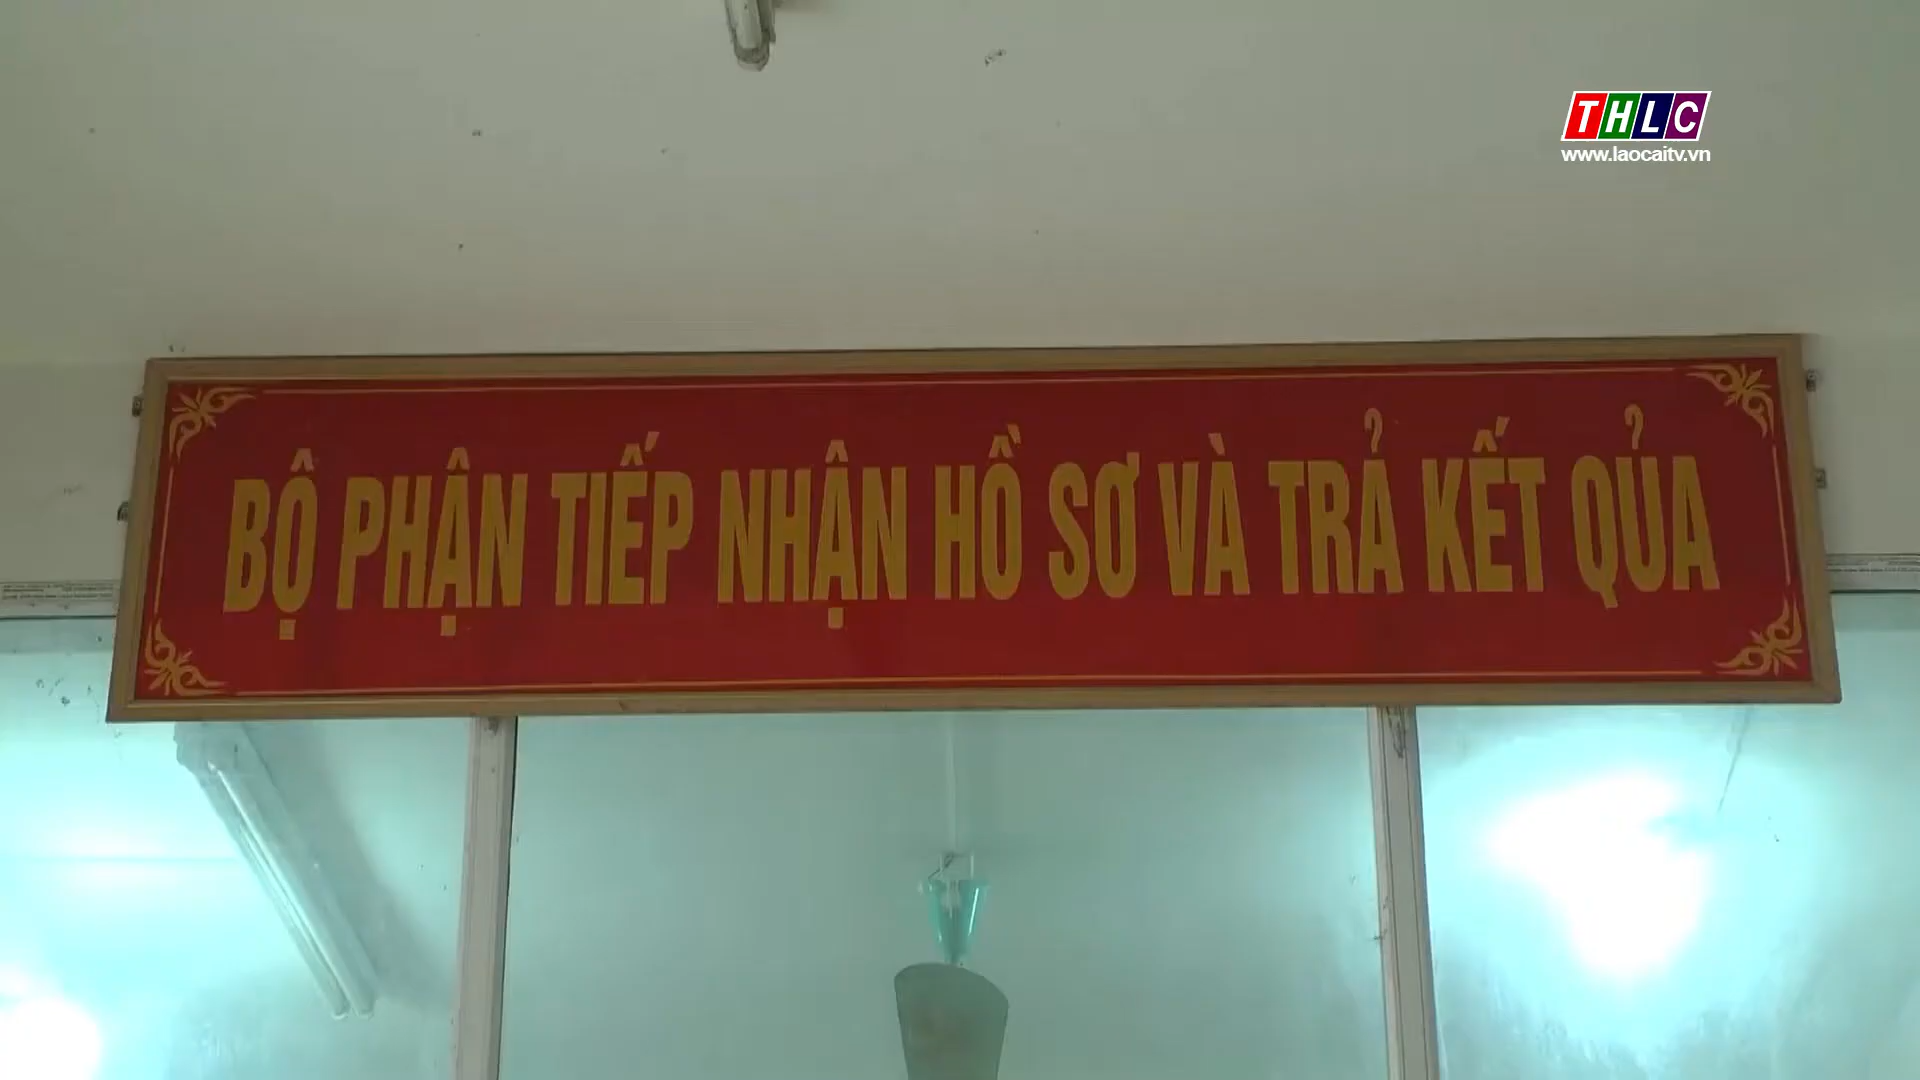 THLC
www.laocaitv.vn
BỘ PHẬN TIẾP NHẬN HỒ SƠ VÀ TRẢ KẾT QỦA